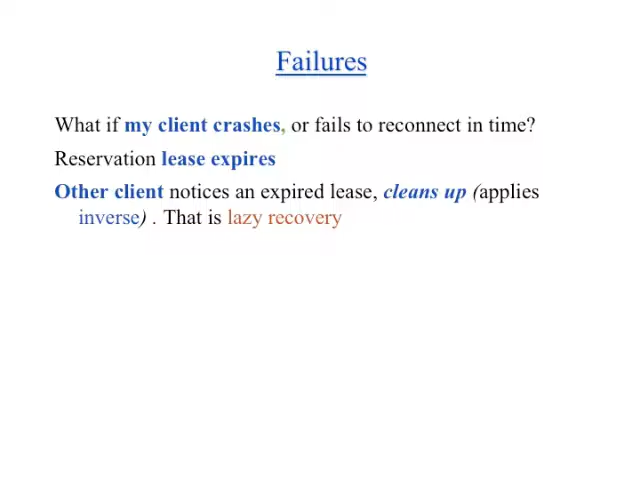 Failures
What if my client crashes, or fails to reconnect in time?
Reservation lease expires
Other client notices an expired lease, cleans up (applies
inverse) . That is lazy recovery